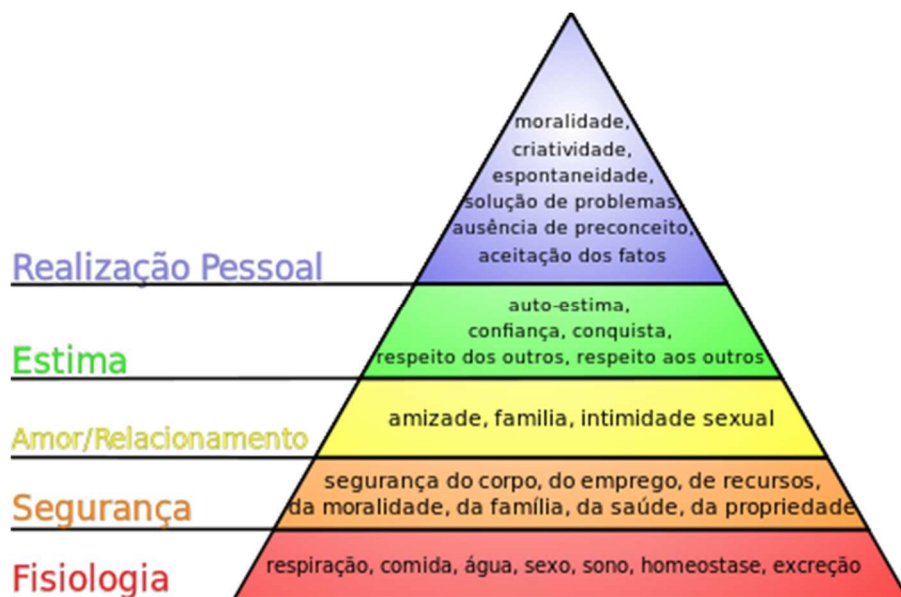 moralidade,
criatividade,
espontaneidade,
solução de problemas,
ausência de preconceito,
aceitação dos fatos
Realização Pessoal
auto-estima,
confiança, conquista,
respeito dos outros, respeito aos outros
Estima
amizade, familia, intimidade sexual
Amor/Relacionamento
segurança do corpo, do emprego, de recursos,
da moralidade, da família, da saúde, da propriedade
Segurança
respiração, comida, água, sexo, sono, homeostase, excreção
Fisiologia